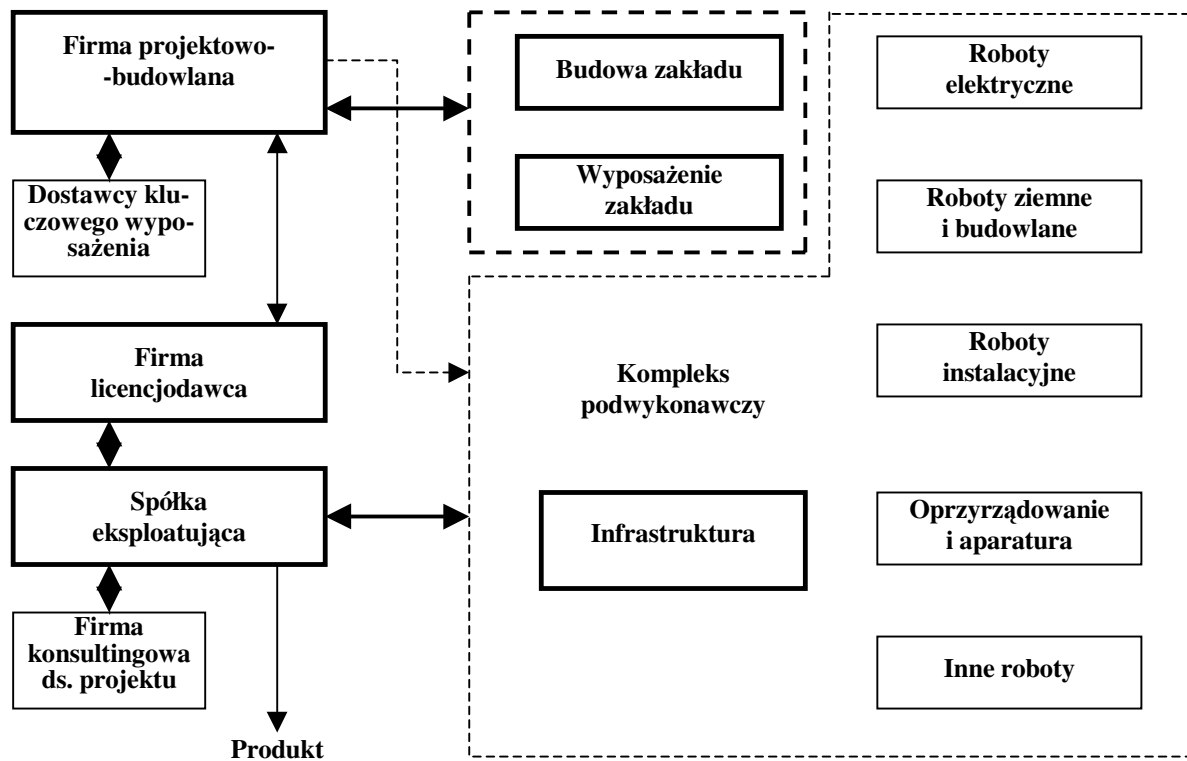 Firma projektowo-
-budowlana
Dostawcy klu-
czowego wypo-
sażenia
Firma
licencjodawca
Spółka
eksploatująca
Firma
konsultingowa
ds. projektu
Produkt
Budowa zakładu
Wyposażenie
zakładu
Kompleks
podwykonawczy
Infrastruktura
Roboty
elektryczne
Roboty ziemne
i budowlane
Roboty
instalacyjne
Oprzyrządowanie
i aparatura
Inne roboty